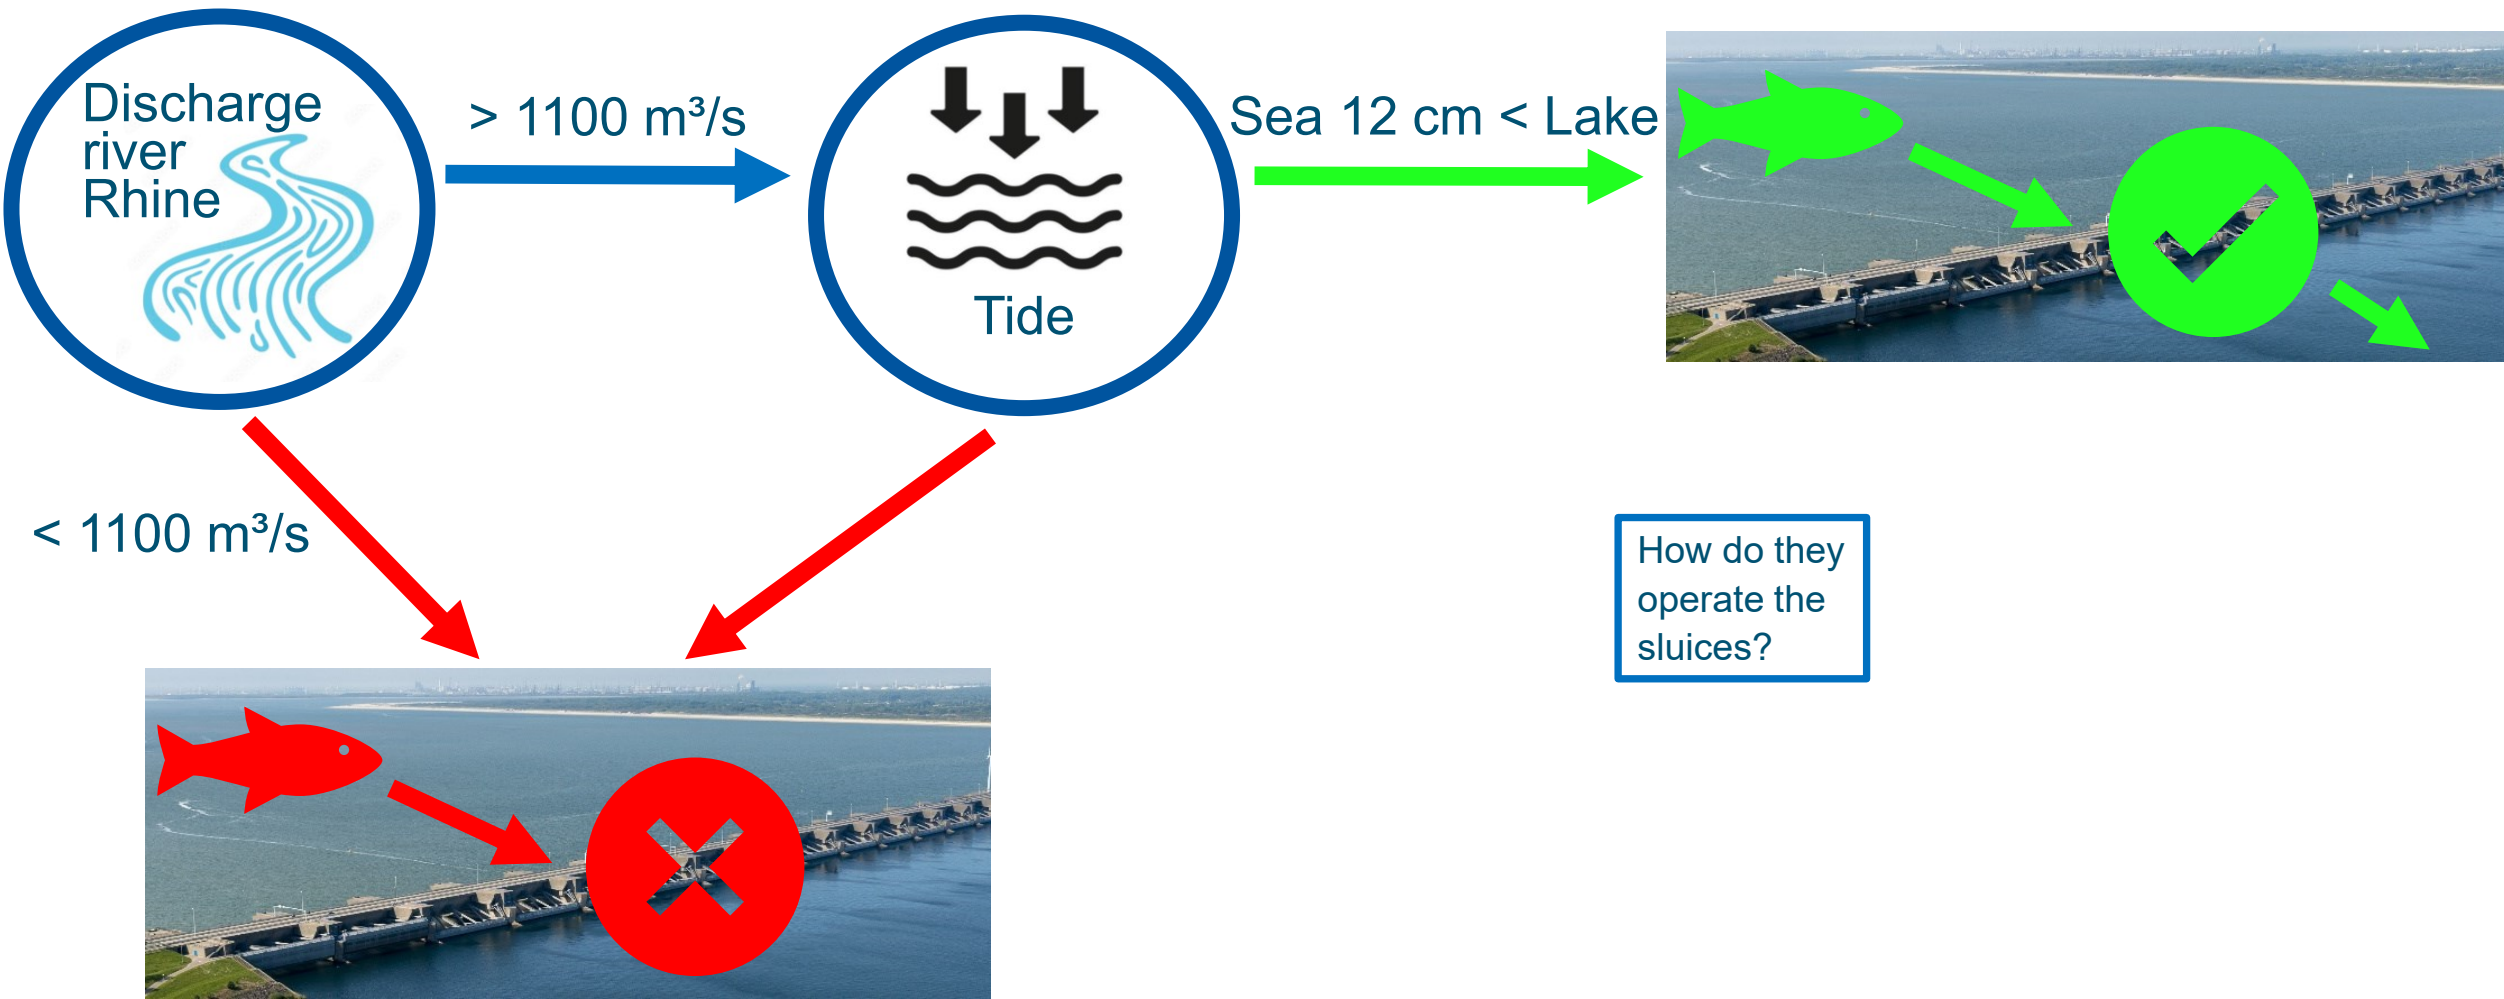 Discharge
river
Rhine
> 1100 m³/s
Tide
Sea 12 cm < Lake
< 1100 m³/s
How do they
operate the
sluices?